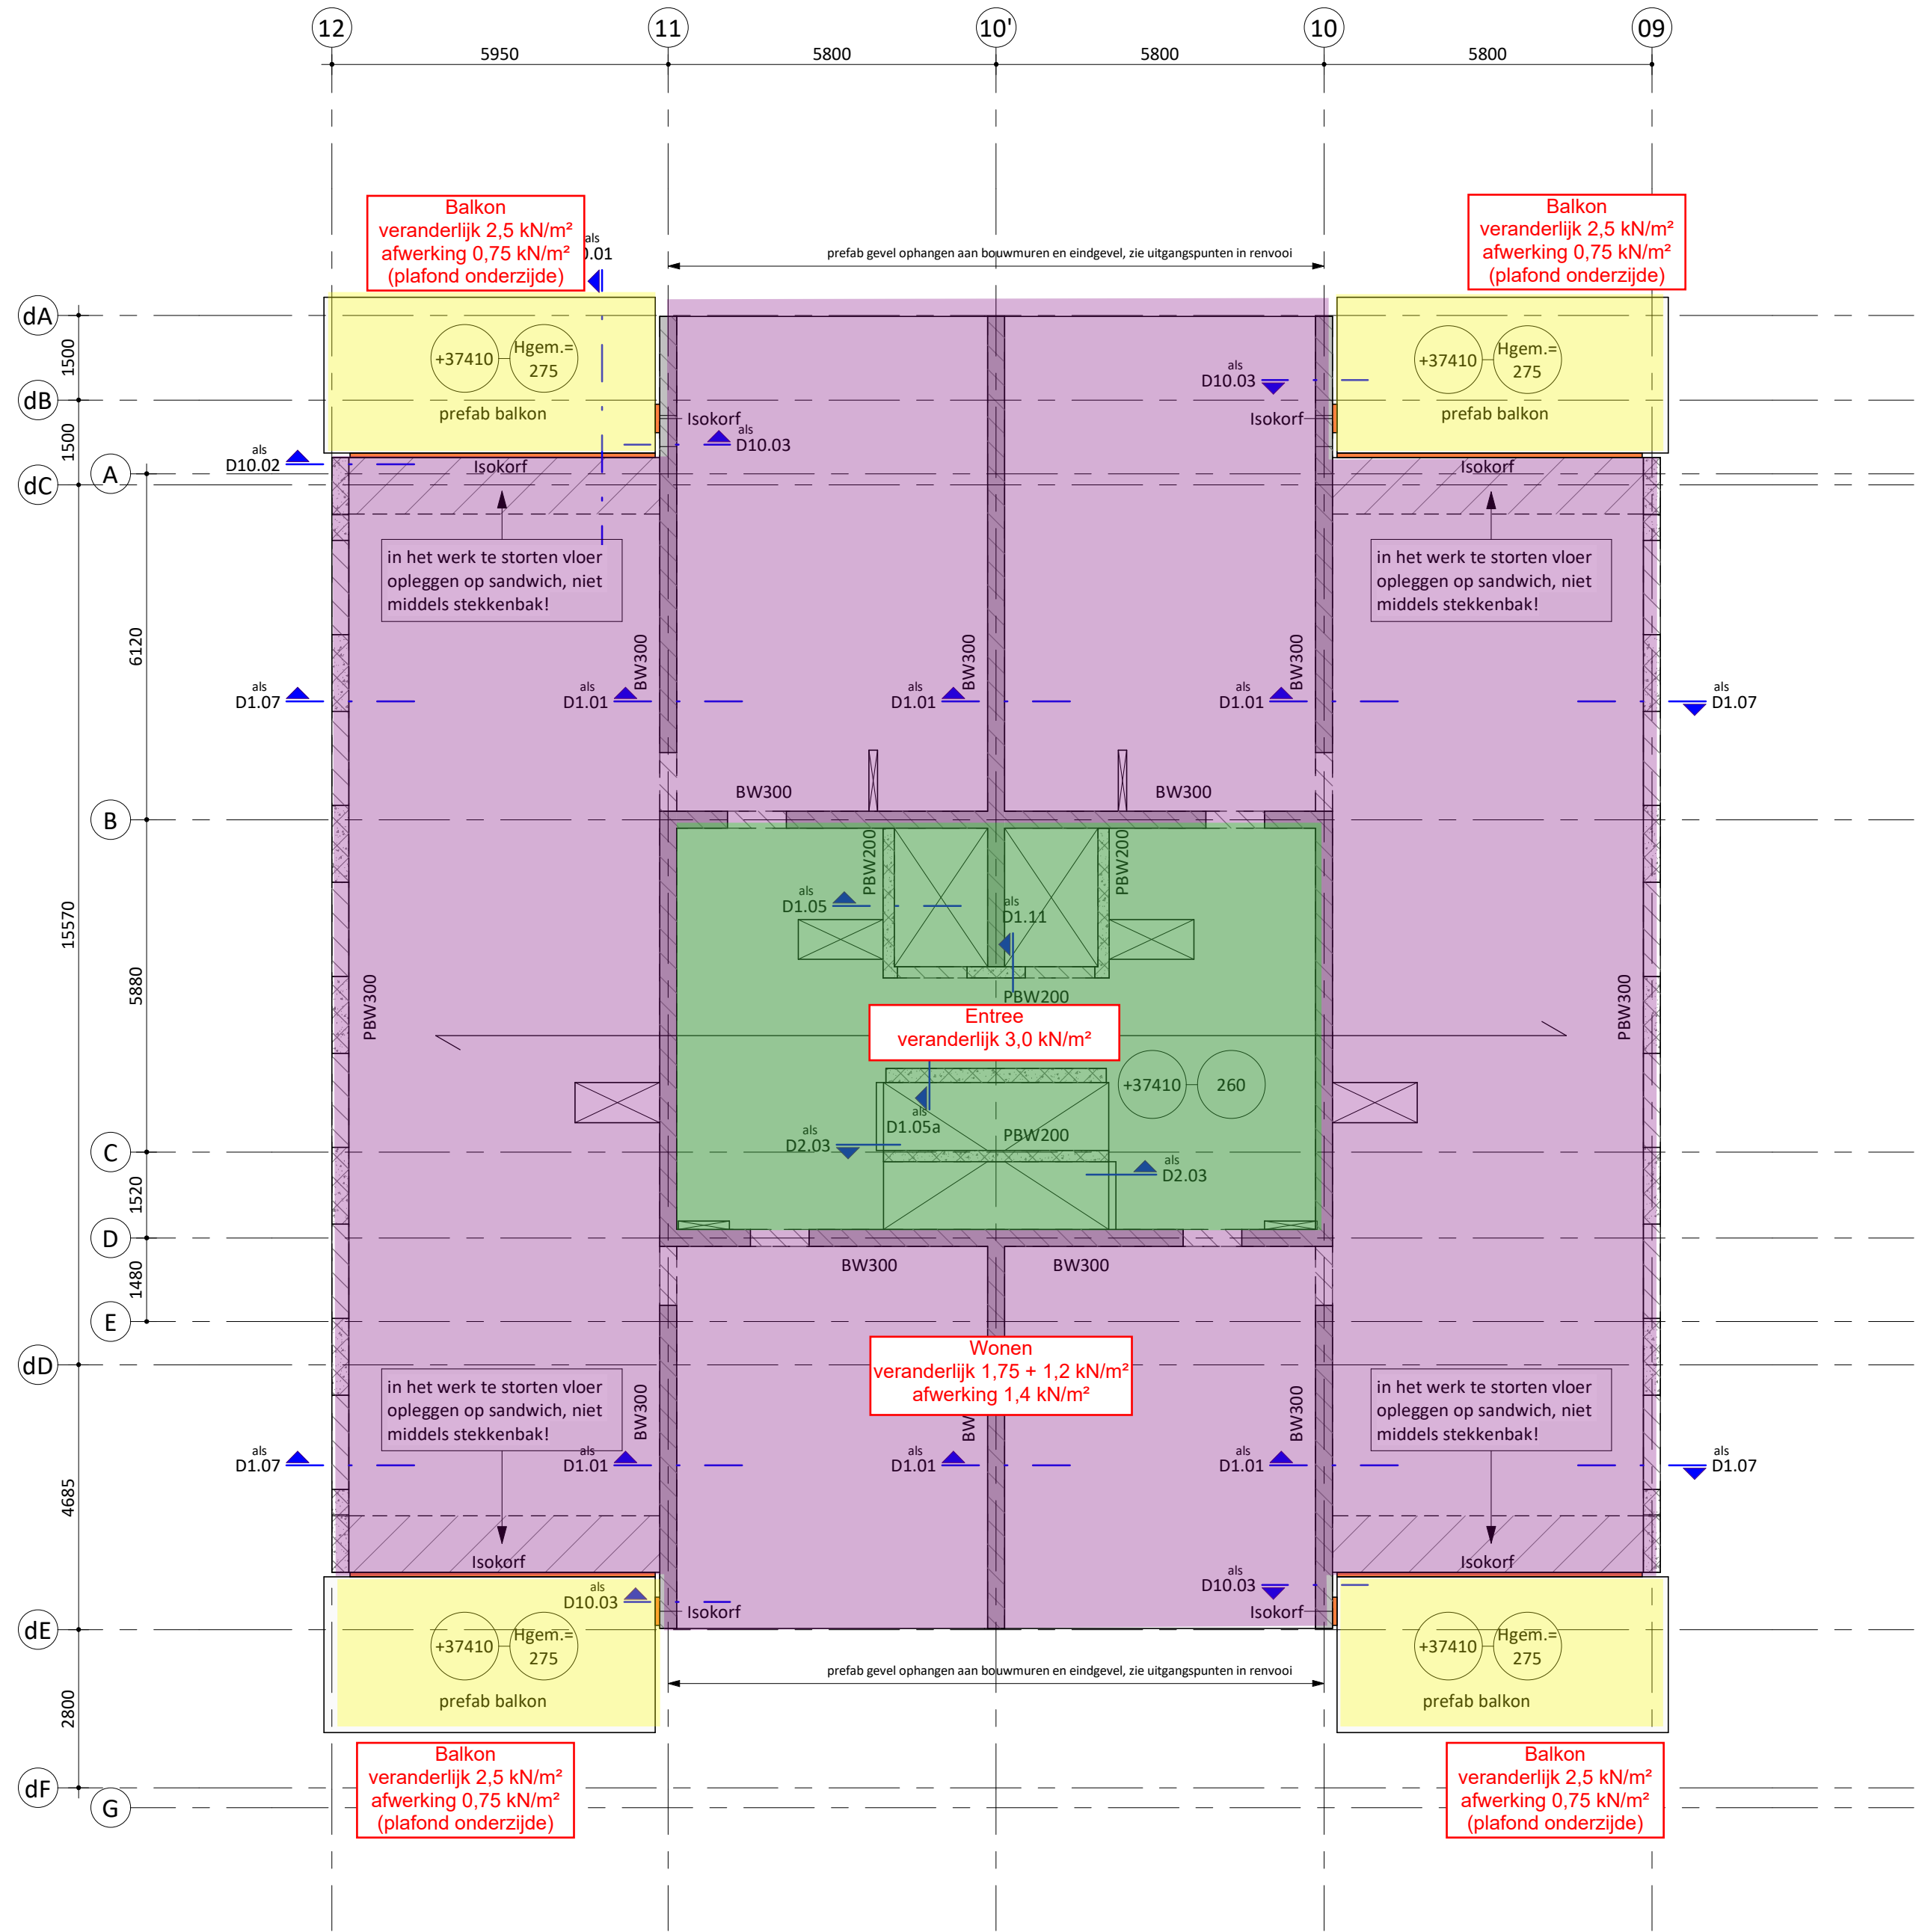 12
11
10'
10
09
5950
5800
5800
5800
Balkon
veranderlijk 2,5 kN/m²
afwerking 0,75 kN/m²
(plafond onderzijde)
als
.01
prefab gevel ophangen aan bouwmuren en eindgevel, zie uitgangspunten in renvooi
Balkon
veranderlijk 2,5 kN/m²
afwerking 0,75 kN/m²
(plafond onderzijde)
dA
1500
dB
1500
dC
A
6120
B
15570
5880
C
1520
D
1480
E
dD
4685
dE
2800
dF
G
+37410
Hgem.=
275
prefab balkon
Isokorf
als
D10.03
als
D10.03
Isokorf
+37410
Hgem.=
275
prefab balkon
als
D10.02
Isokorf
Isokorf
in het werk te storten vloer
opleggen op sandwich, niet
middels stekkenbak!
in het werk te storten vloer
opleggen op sandwich, niet
middels stekkenbak!
BW300
BW300
BW300
als
D1.07
als
D1.01
als
D1.01
als
D1.01
als
D1.07
BW300
BW300
PBW200
PBW200
als
D1.05
als
D1.11
PBW200
PBW300
PBW300
Entree
veranderlijk 3,0 kN/m²
+37410
260
als
D1.05a
PBW200
als
D2.03
als
D2.03
BW300
BW300
Wonen
veranderlijk 1,75 + 1,2 kN/m²
afwerking 1,4 kN/m²
in het werk te storten vloer
opleggen op sandwich, niet
middels stekkenbak!
in het werk te storten vloer
opleggen op sandwich, niet
middels stekkenbak!
BW300
BW
BW300
als
D1.07
als
D1.01
als
D1.01
als
D1.01
als
D1.07
Isokorf
Isokorf
als
D10.03
Isokorf
als
D10.03
Isokorf
+37410
Hgem.=
275
prefab balkon
+37410
Hgem.=
275
prefab balkon
prefab gevel ophangen aan bouwmuren en eindgevel, zie uitgangspunten in renvooi
Balkon
veranderlijk 2,5 kN/m²
afwerking 0,75 kN/m²
(plafond onderzijde)
Balkon
veranderlijk 2,5 kN/m²
afwerking 0,75 kN/m²
(plafond onderzijde)